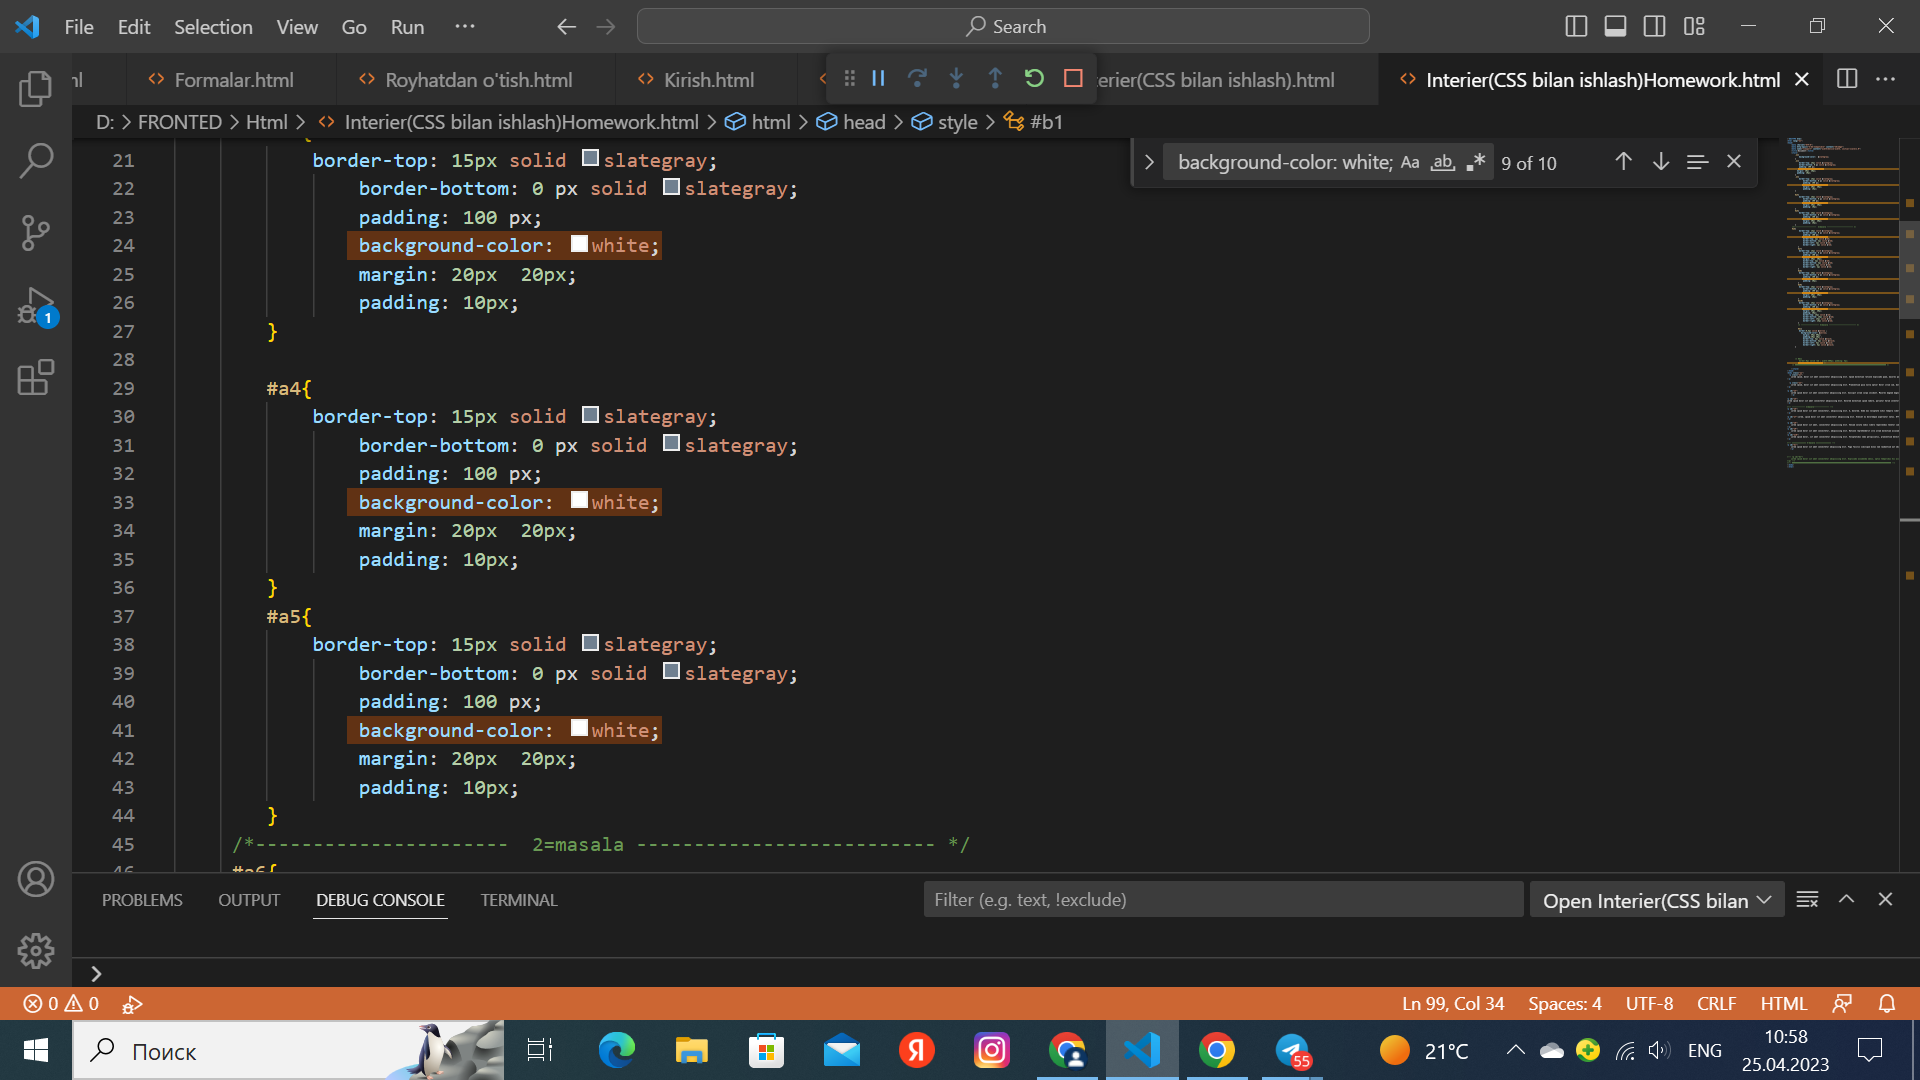 File Edit Selection View Go Run ···
Search
Formalar.html Royhatdan o'tish.html Kirish.html erier(CSS bilan ishlash).html Interier(CSS bilan ishlash)Homework.html
D: > FRONTED > Html > Interier(CSS bilan ishlash)Homework.html > html > head > style > #b1
background-color: white; Aa ab 9 of 10
21 border-top: 15px solid slategray;
22 border-bottom: 0 px solid slategray;
23 padding: 100 px;
24 background-color: white;
25 margin: 20px  20px;
26 padding: 10px;
27 }
28
29 #a4{
30 border-top: 15px solid slategray;
31 border-bottom: 0 px solid slategray;
32 padding: 100 px;
33 background-color: white;
34 margin: 20px  20px;
35 padding: 10px;
36 }
37 #a5{
38 border-top: 15px solid slategray;
39 border-bottom: 0 px solid slategray;
40 padding: 100 px;
41 background-color: white;
42 margin: 20px  20px;
43 padding: 10px;
44 }
45 /*----------------------  2=masala -------------------------- */
46 #a6{
PROBLEMS OUTPUT DEBUG CONSOLE TERMINAL
Filter (e.g. text, !exclude)
Open Interier(CSS bilan
0 0
Ln 99, Col 34 Spaces: 4 UTF-8 CRLF HTML
Поиск
55
21°C
ENG
10:58
25.04.2023
1